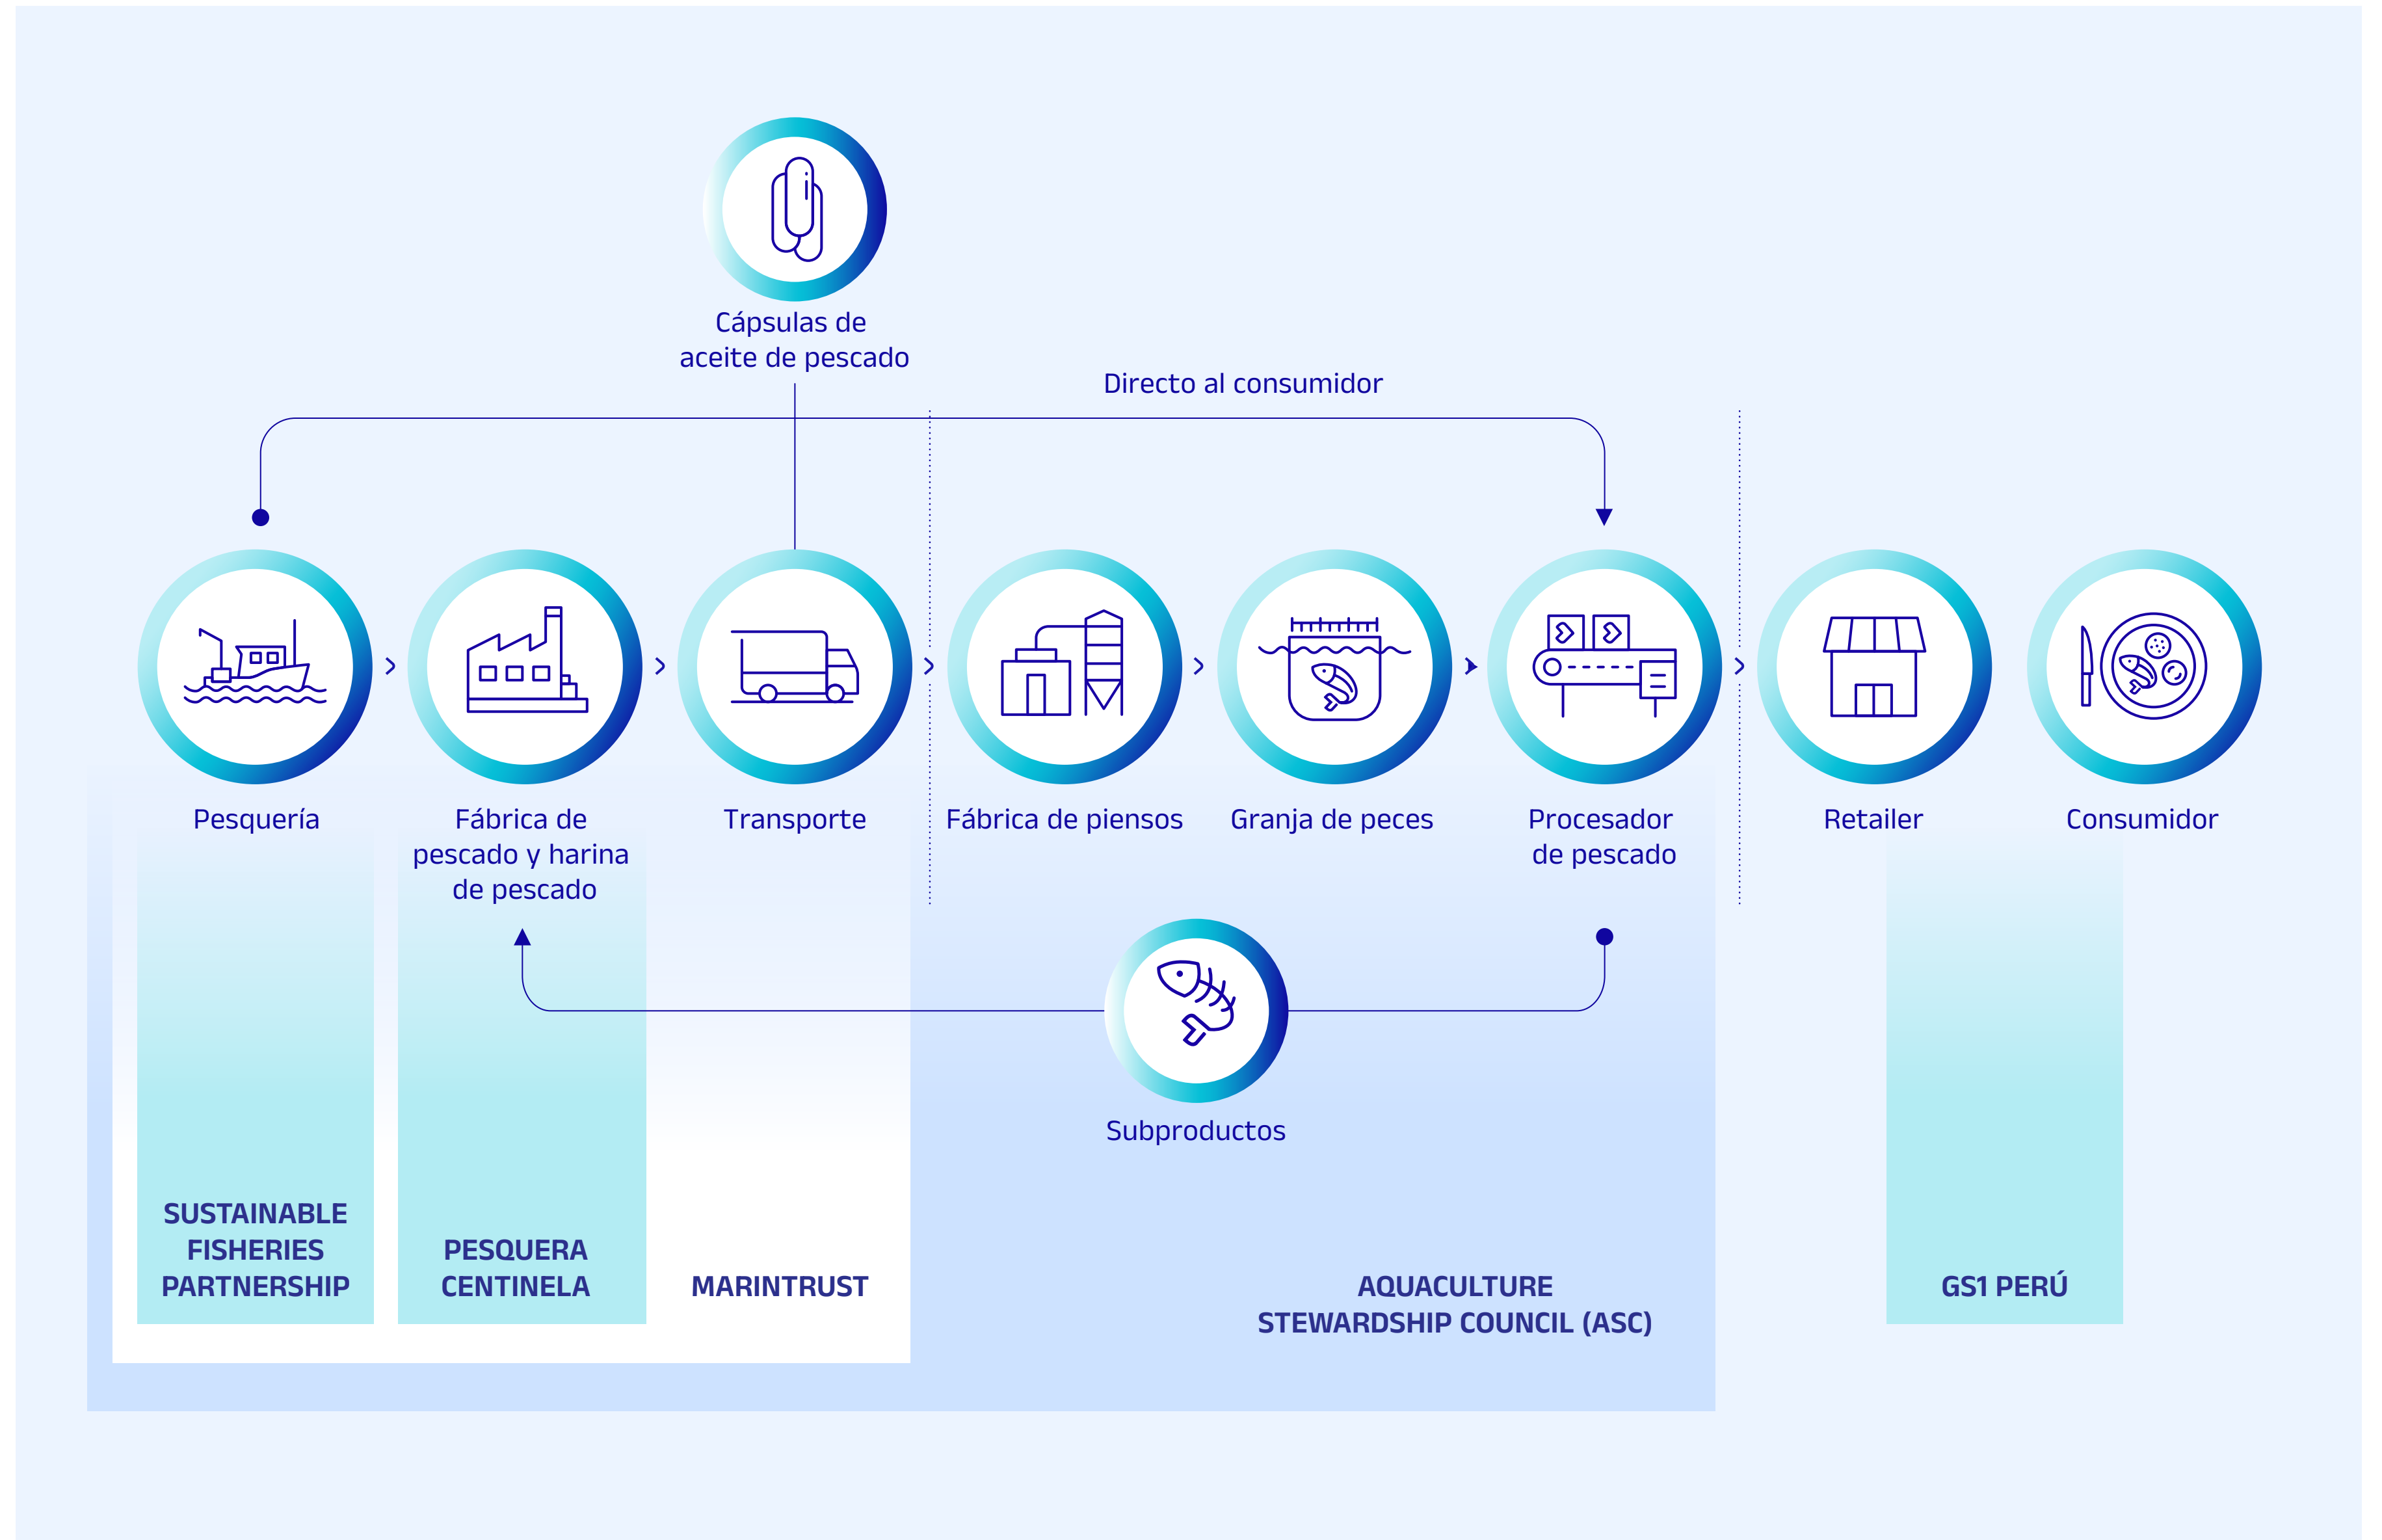 Cápsulas de
aceite de pescado
Directo al consumidor
Pesquería
Fábrica de
pescado y harina
de pescado
Transporte
Fábrica de piensos
Granja de peces
Procesador
de pescado
Retailer
Consumidor
Subproductos
SUSTAINABLE
FISHERIES
PARTNERSHIP
PESQUERA
CENTINELA
MARINTRUST
AQUACULTURE
STEWARDSHIP COUNCIL (ASC)
GS1 PERÚ